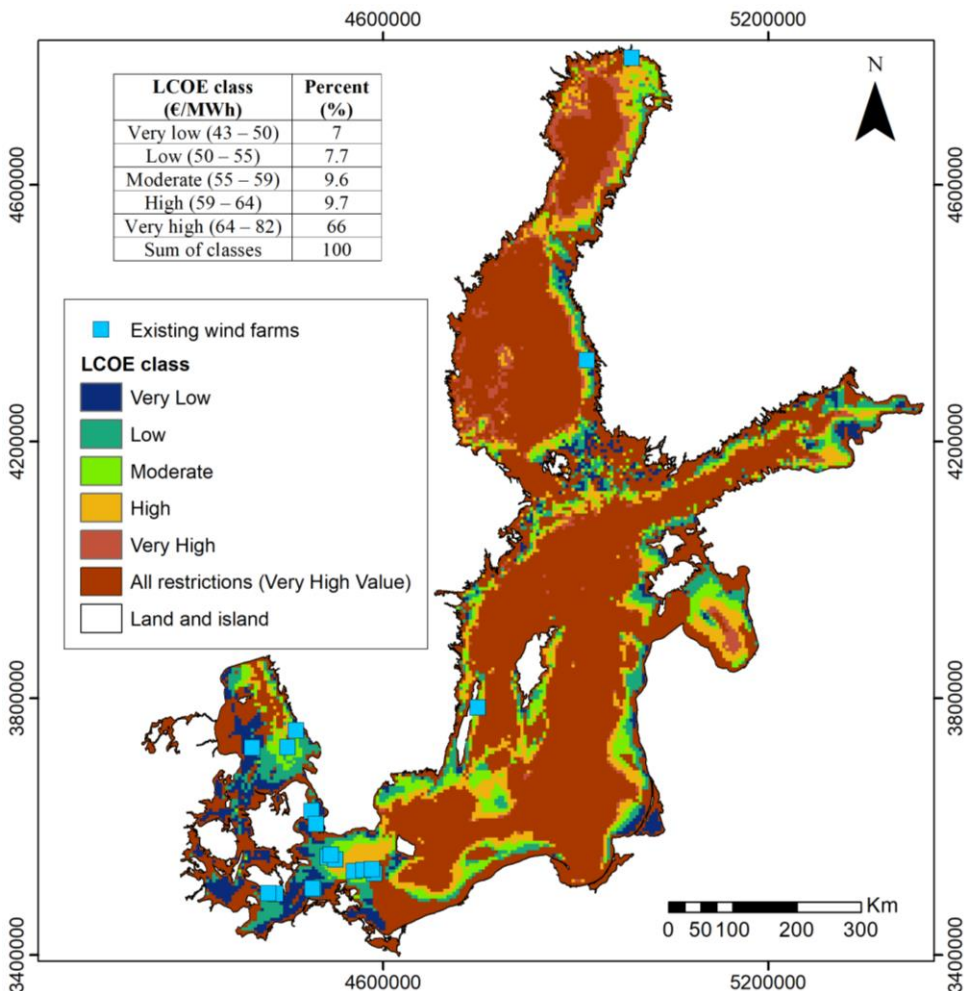 4600000 5200000
LCOE class (€/MWh) Percent (%)
Very low (43 – 50) 7
Low (50 – 55) 7.7
Moderate (55 – 59) 9.6
High (59 – 64) 9.7
Very high (64 – 82) 66
Sum of classes 100
N
4600000 4600000
Existing wind farms
LCOE class
Very Low
Low
Moderate
High
Very High
All restrictions (Very High Value)
Land and island
4200000 4200000
3800000 3800000
Km
0 50 100 200 300
3400000 3400000
4600000 5200000